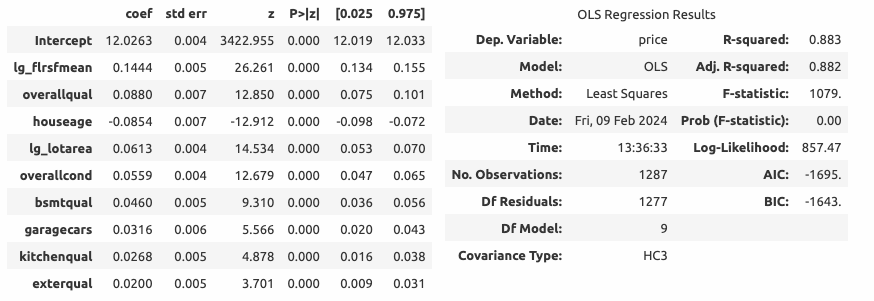 coef std err z P>|z| [0.025 0.975]
Intercept 12.0263 0.004 3422.955 0.000 12.019 12.033
lg_flrsfmean 0.1444 0.005 26.261 0.000 0.134 0.155
overallqual 0.0880 0.007 12.850 0.000 0.075 0.101
houseage -0.0854 0.007 -12.912 0.000 -0.098 -0.072
lg_lotarea 0.0613 0.004 14.534 0.000 0.053 0.070
overallcond 0.0559 0.004 12.679 0.000 0.047 0.065
bsmtqual 0.0460 0.005 9.310 0.000 0.036 0.056
garagecars 0.0316 0.006 5.566 0.000 0.020 0.043
kitchenqual 0.0268 0.005 4.878 0.000 0.016 0.038
exterqual 0.0200 0.005 3.701 0.000 0.009 0.031
OLS Regression Results
Dep. Variable: price R-squared: 0.883
Model: OLS Adj. R-squared: 0.882
Method: Least Squares F-statistic: 1079.
Date: Fri, 09 Feb 2024 Prob (F-statistic): 0.00
Time: 13:36:33 Log-Likelihood: 857.47
No. Observations: 1287 AIC: -1695.
Df Residuals: 1277 BIC: -1643.
Df Model: 9
Covariance Type: HC3